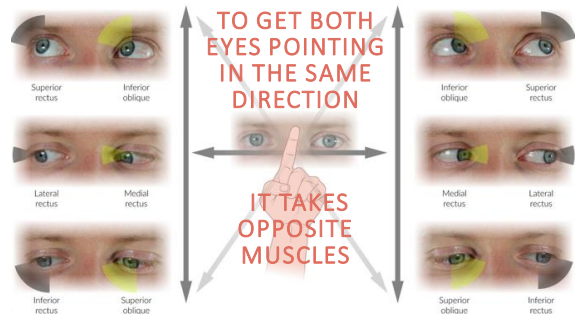 TO GET BOTH
EYES POINTING
IN THE SAME
DIRECTION
IT TAKES
OPPOSITE
MUSCLES
Superior
rectus
Inferior
oblique
Inferior
oblique
Superior
rectus
Lateral
rectus
Medial
rectus
Medial
rectus
Lateral
rectus
Inferior
rectus
Superior
oblique
Superior
oblique
Inferior
rectus